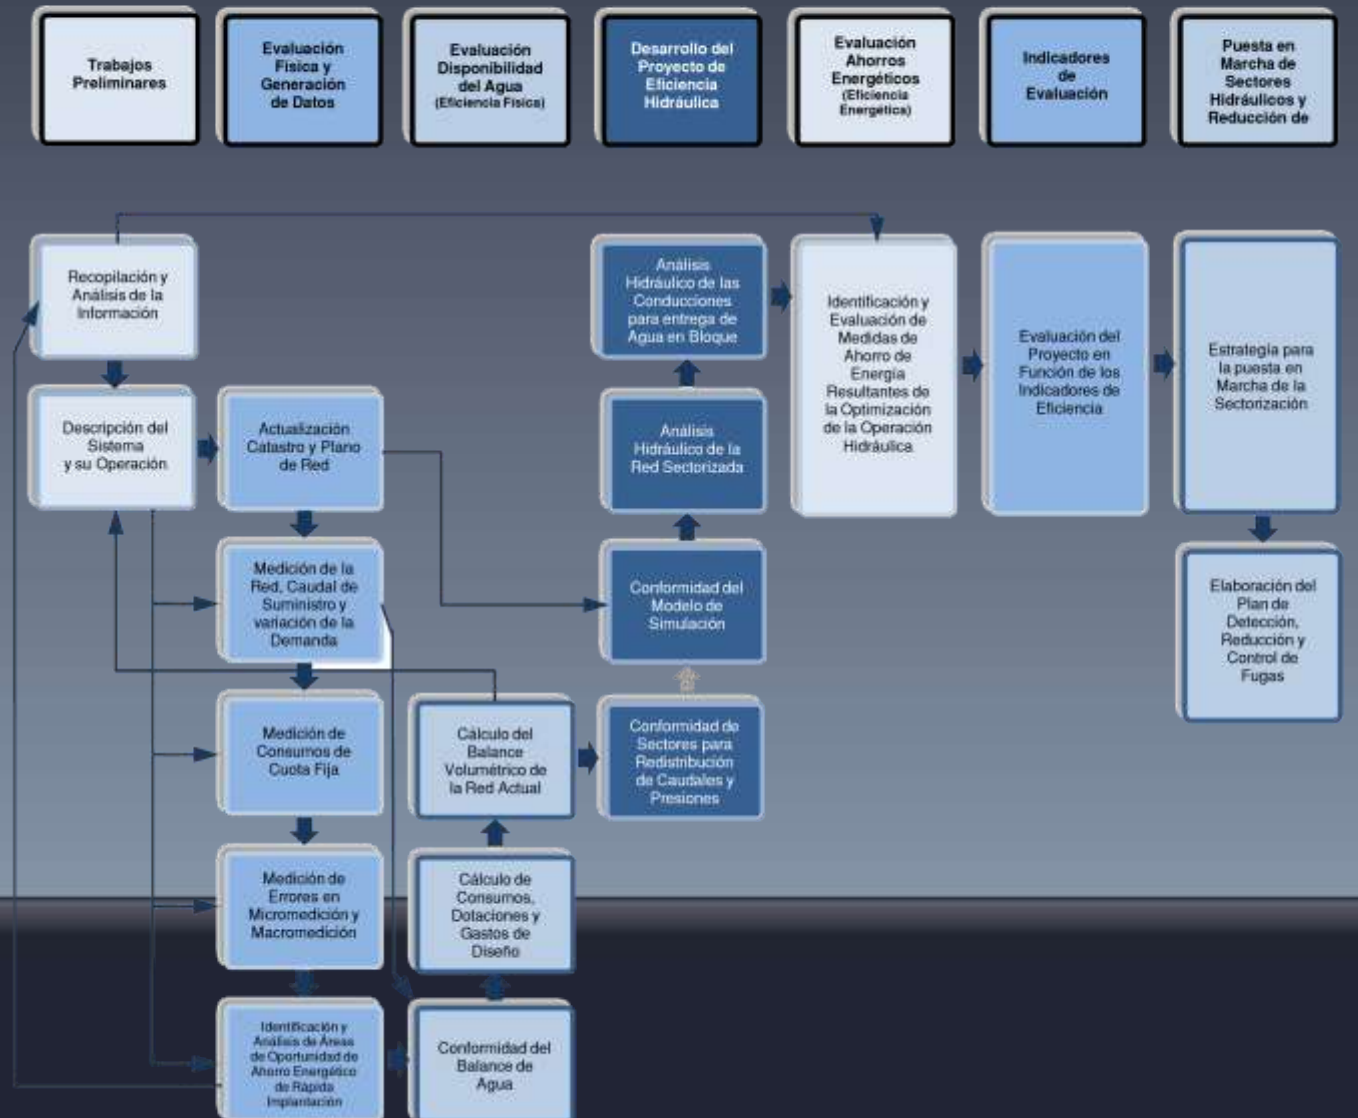 Trabajos
Preliminares
Evaluación
Física y
Generación
de Datos
Evaluación
Disponibilidad
del Agua
(Eficiencia Física)
Desarrollo del
Proyecto de
Eficiencia
Hidráulica
Evaluación
Ahorros
Energéticos
(Eficiencia
Energética)
Indicadores
de
Evaluación
Puesta en
Marcha de
Sectores
Hidráulicos y
Reducción de
Recopilación y
Análisis de la
Información
Descripción del
Sistema
y su Operación
Actualización
Catastro y Plano
de Red
Medición de la
Red, Caudal de
Suministro y
variación de la
Demanda
Medición de
Consumos de
Cuota Fija
Medición de
Errores en
Micromedición y
Macromedición
Identificación y
Análisis de Áreas
de Oportunidad de
Ahorro Energético
de Rápida
Implantación
Conformidad del
Balance de
Agua
Cálculo de
Consumos,
Dotaciones y
Gastos de
Diseño
Cálculo del
Balance
Volumétrico de
la Red Actual
Conformidad de
Sectores para
Redistribución
de Caudales y
Presiones
Conformidad del
Modelo de
Simulación
Análisis
Hidráulico de la
Red Sectorizada
Análisis
Hidráulico de las
Conducciones
para entrega de
Agua en Bloque
Identificación y
Evaluación de
Medidas de
Ahorro de
Energía
Resultantes de
la Optimización
de la Operación
Hidráulica
Evaluación del
Proyecto en
Función de los
Indicadores de
Eficiencia
Estrategía para
la puesta en
Marcha de la
Sectorización
Elaboración del
Plan de
Detección,
Reducción y
Control de
Fugas